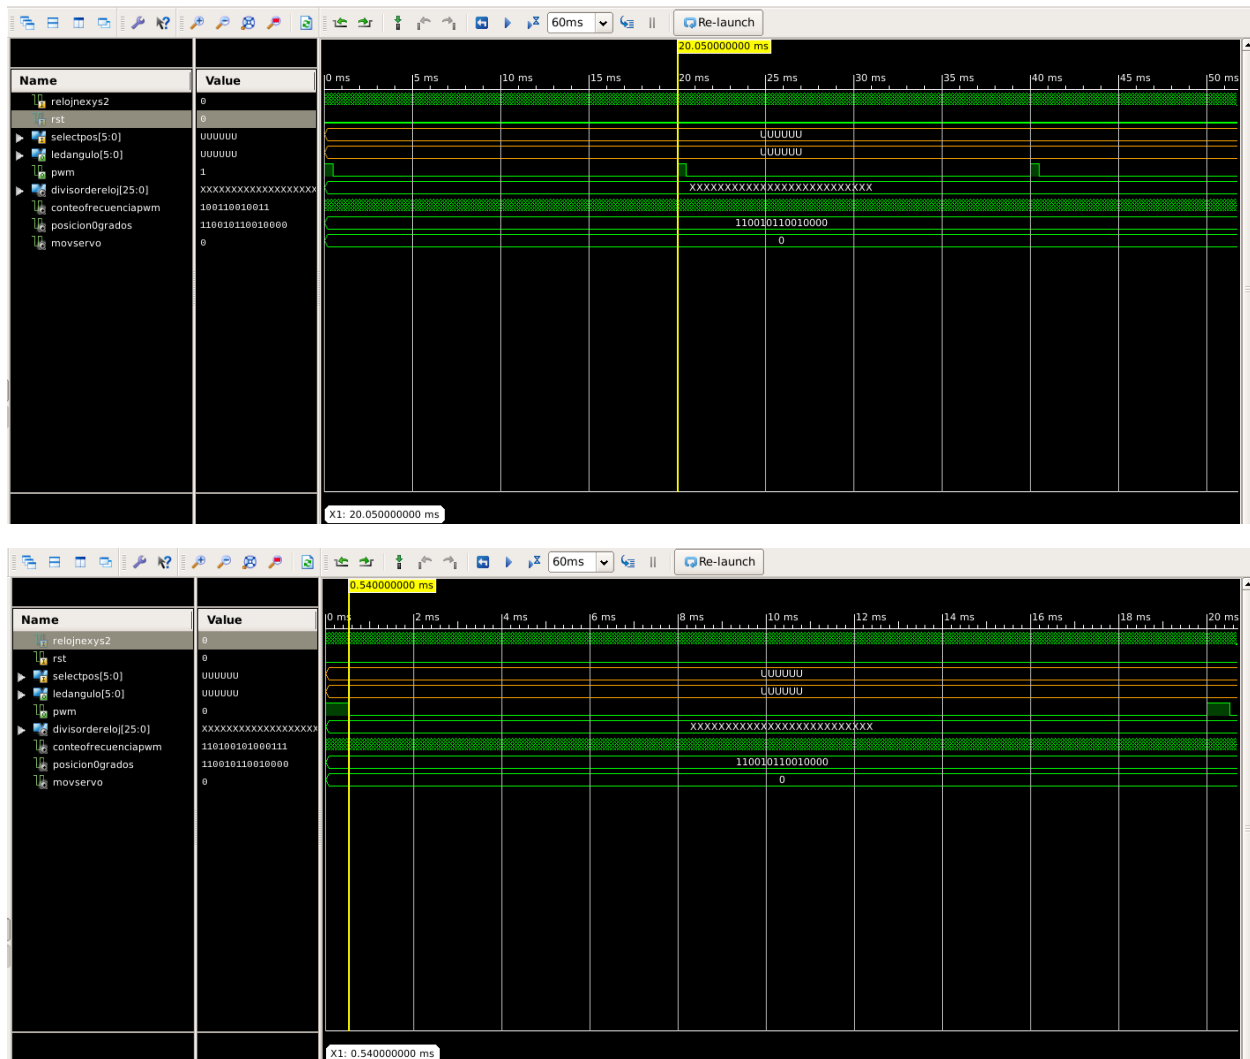 60ms Re-launch
20.050000000 ms
Name Value 0 ms 5 ms 10 ms 15 ms 20 ms 25 ms 30 ms 35 ms 40 ms 45 ms 50 ms
relojnexys2 0
rst 0
selectpos[5:0] UUUUUU UUUUUU
ledangulo[5:0] UUUUUU UUUUUU
pwm 1
divisordereloj[25:0] XXXXXXXXXXXXXXXXXXX XXXXXXXXXXXXXXXXXXXXXXXXXX
conteofrecuenciapwm 100110010011
posicion0grados 110010110010000 110010110010000
movservo 0 0
X1: 20.050000000 ms
60ms Re-launch
0.540000000 ms
Name Value 0 ms 2 ms 4 ms 6 ms 8 ms 10 ms 12 ms 14 ms 16 ms 18 ms 20 ms
relojnexys2 0
rst 0
selectpos[5:0] UUUUUU UUUUUU
ledangulo[5:0] UUUUUU UUUUUU
pwm 0
divisordereloj[25:0] XXXXXXXXXXXXXXXXXXX XXXXXXXXXXXXXXXXXXXXXXXXXX
conteofrecuenciapwm 110100101000111
posicion0grados 110010110010000 110010110010000
movservo 0 0
X1: 0.540000000 ms